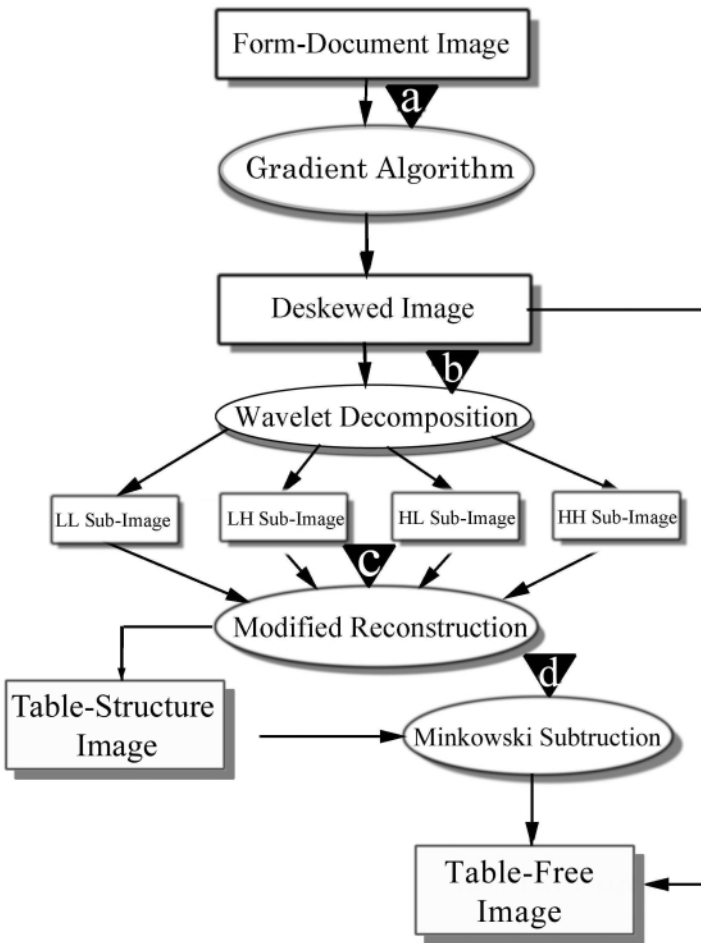 Form-Document Image
a
Gradient Algorithm
Deskewed Image
b
Wavelet Decomposition
LL Sub-Image
LH Sub-Image
HL Sub-Image
HH Sub-Image
c
Modified Reconstruction
d
Table-Structure
Image
Minkowski Subtruction
Table-Free
Image